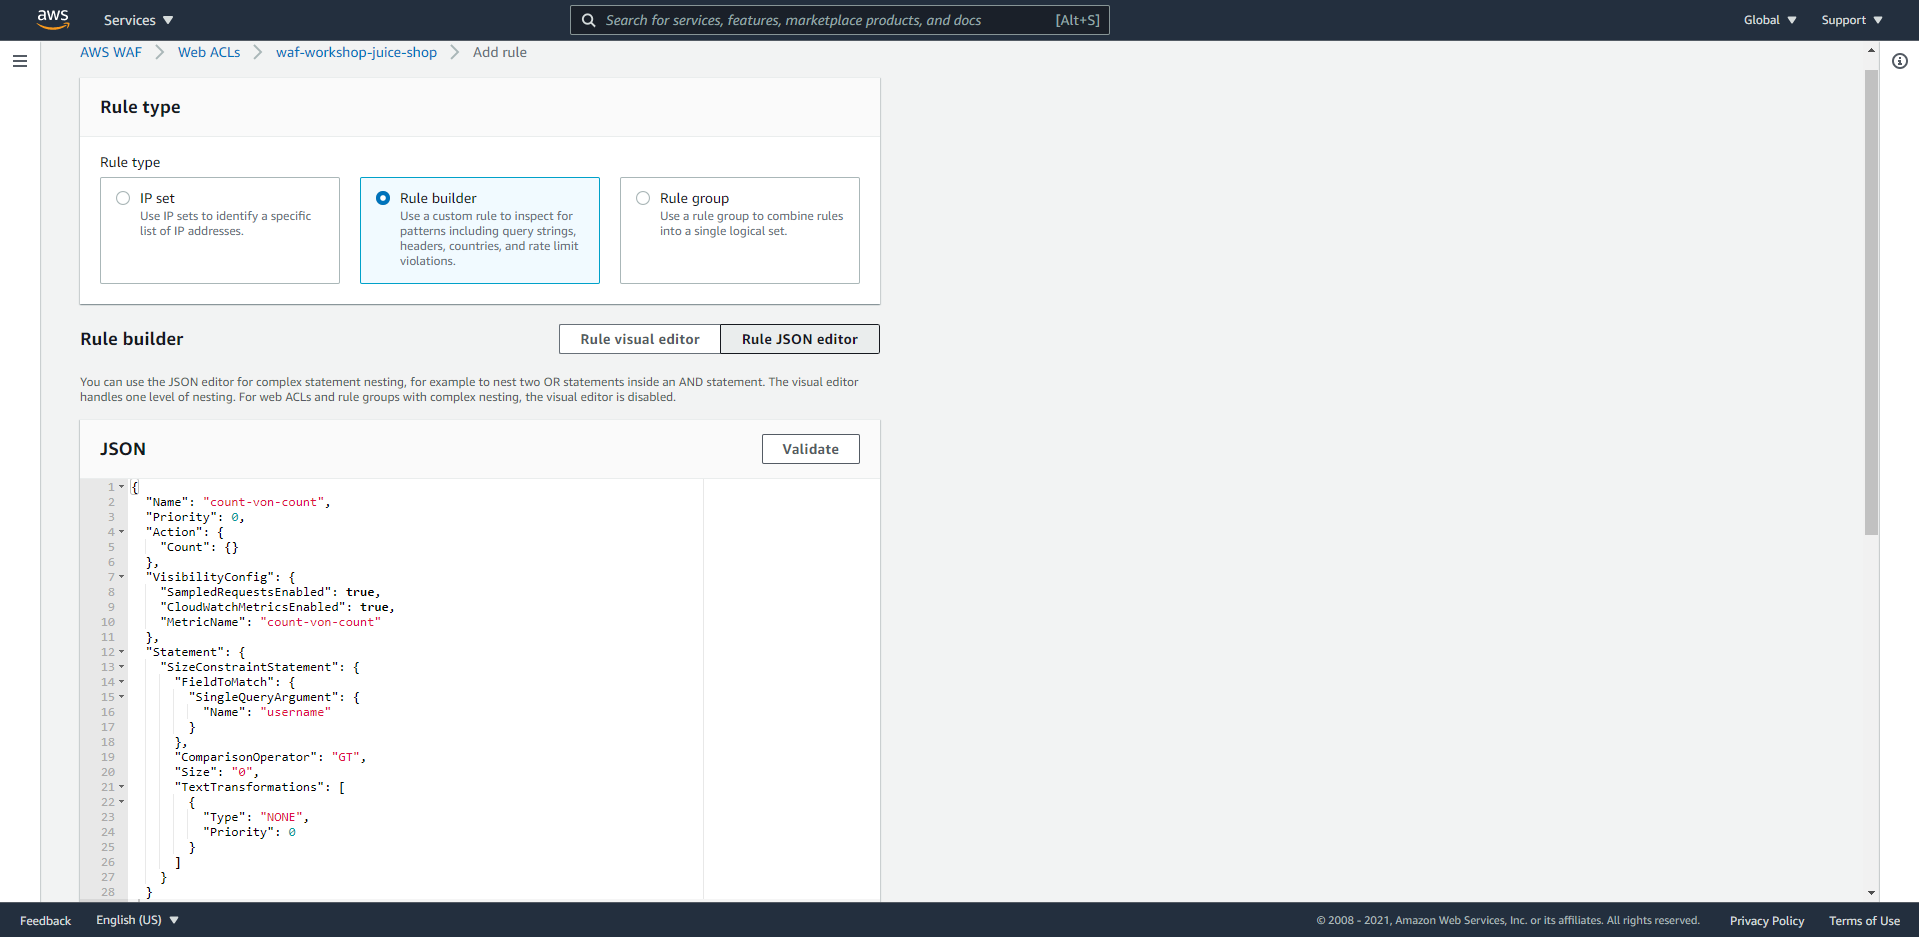 aws
Services
Search for services, features, marketplace products, and docs
[Alt+S]
Global
Support
AWS WAF
Web ACLs
waf-workshop-juice-shop
Add rule
Rule type
Rule type
IP set
Use IP sets to identify a specific
list of IP addresses.
Rule builder
Use a custom rule to inspect for
patterns including query strings,
headers, countries, and rate limit
violations.
Rule group
Use a rule group to combine rules
into a single logical set.
Rule builder
Rule visual editor
Rule JSON editor
You can use the JSON editor for complex statement nesting, for example to nest two OR statements inside an AND statement. The visual editor
handles one level of nesting. For web ACLs and rule groups with complex nesting, the visual editor is disabled.
JSON
Validate
1 {
2 "Name": "count-von-count",
3 "Priority": 0,
4 "Action": {
5 "Count": {}
6 },
7 "VisibilityConfig": {
8 "SampledRequestsEnabled": true,
9 "CloudWatchMetricsEnabled": true,
10 "MetricName": "count-von-count"
11 },
12 "Statement": {
13 "SizeConstraintStatement": {
14 "FieldToMatch": {
15 "SingleQueryArgument": {
16 "Name": "username"
17 }
18 },
19 "ComparisonOperator": "GT",
20 "Size": "0",
21 "TextTransformations": [
22 {
23 "Type": "NONE",
24 "Priority": 0
25 }
26 ]
27 }
28 }
Feedback
English (US)
© 2008 - 2021, Amazon Web Services, Inc. or its affiliates. All rights reserved.
Privacy Policy
Terms of Use